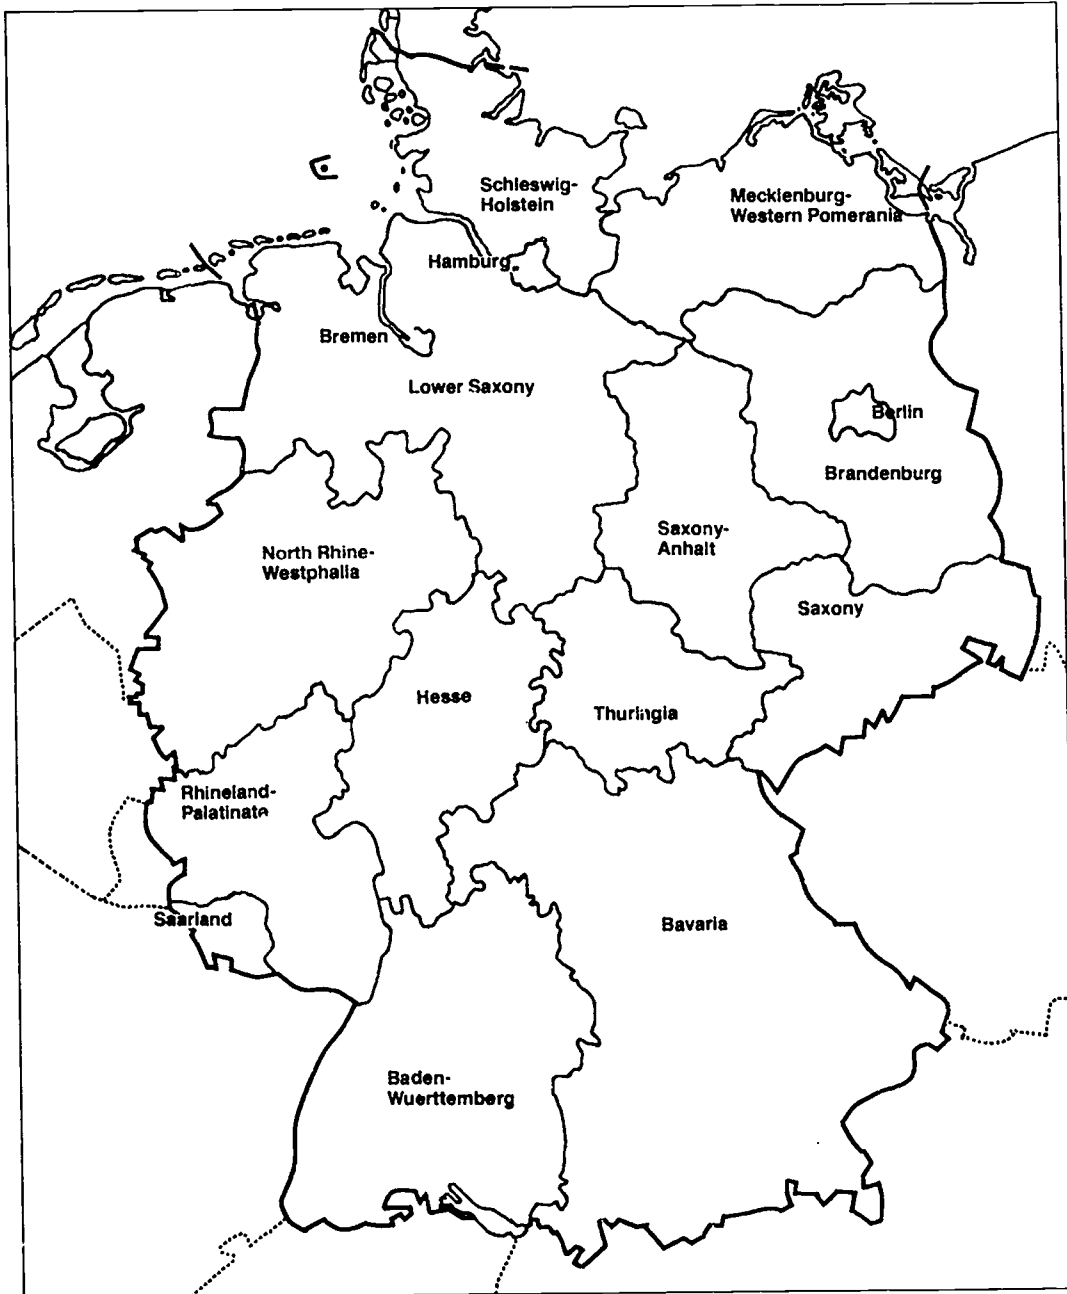 Schleswig-
Holstein
Mecklenburg-
Western Pomerania
Hamburg
Bremen
Lower Saxony
Berlin
Brandenburg
North Rhine-
Westphalia
Saxony-
Anhalt
Saxony
Hesse
Thuringia
Rhineland-
Palatinate
Saarland
Bavaria
Baden-
Wuerttemberg